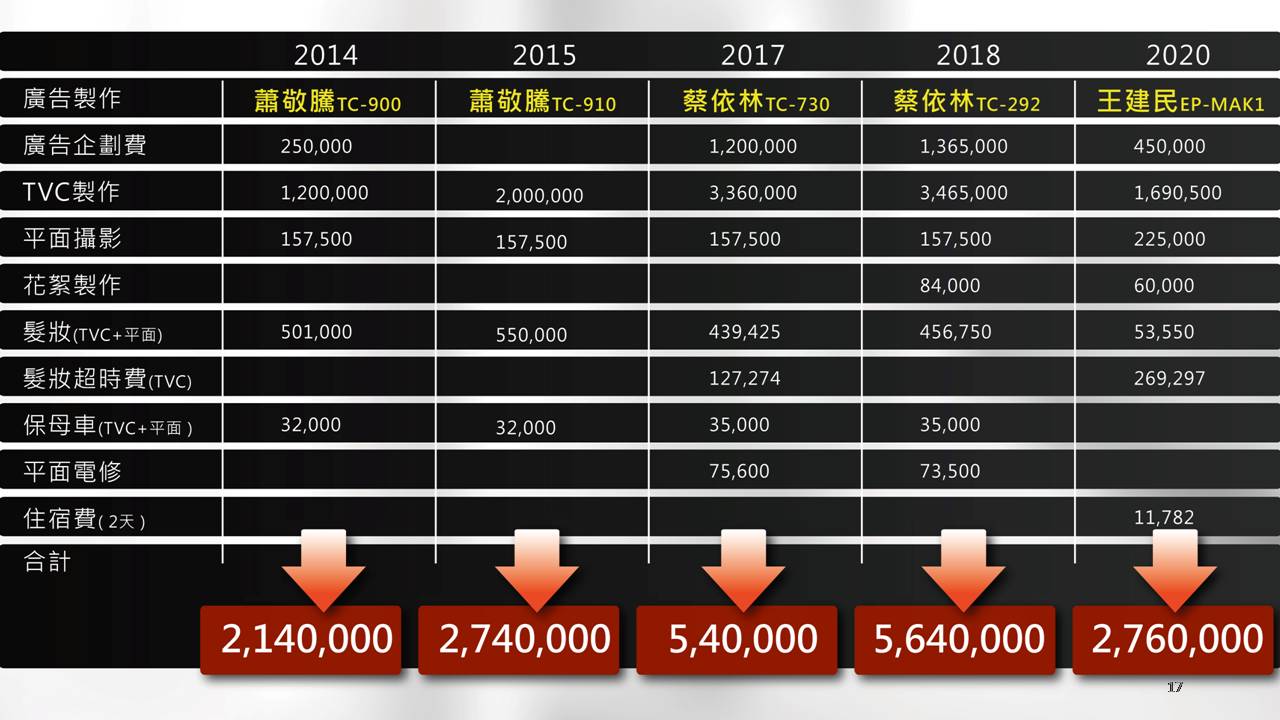 2014 2015 2017 2018 2020
廣告製作 蕭敬騰TC-900 蕭敬騰TC-910 蔡依林TC-730 蔡依林TC-292 王建民EP-MAK1
廣告企劃費 250,000 1,200,000 1,365,000 450,000
TVC製作 1,200,000 2,000,000 3,360,000 3,465,000 1,690,500
平面攝影 157,500 157,500 157,500 157,500 225,000
花絮製作 84,000 60,000
髮妝(TVC+平面) 501,000 550,000 439,425 456,750 53,550
髮妝超時費(TVC) 127,274 269,297
保母車(TVC+平面 ) 32,000 32,000 35,000 35,000
平面電修 75,600 73,500
住宿費( 2天 ) 11,782
合計
2,140,000 2,740,000 5,40,000 5,640,000 2,760,000
17